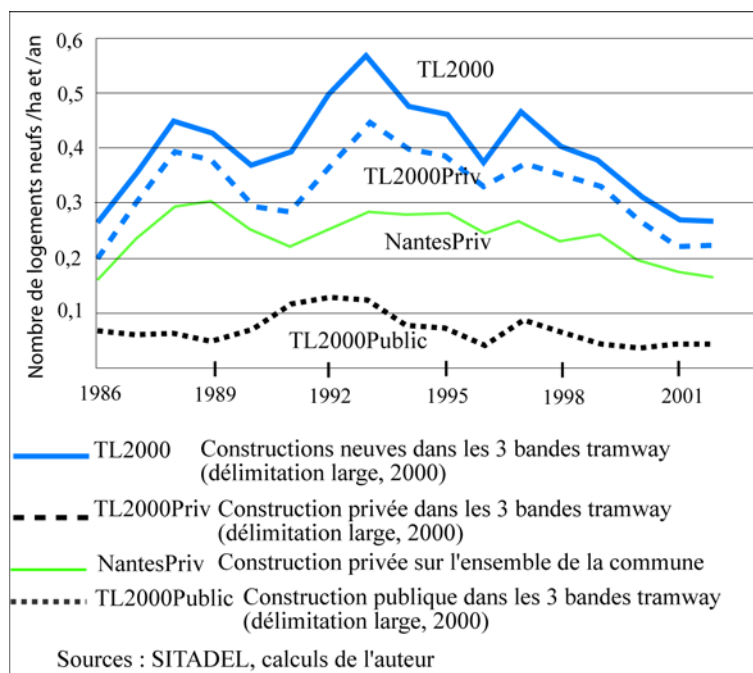 Nombre de logements neufs /ha et /an
0,6
0,5
0,4
0,3
0,2
0,1
TL2000
TL2000Priv
NantesPriv
TL2000Public
1986
1989
1992
1995
1998
2001
TL2000 Constructions neuves dans les 3 bandes tramway
(délimitation large, 2000)
TL2000Priv Construction privée dans les 3 bandes tramway
(délimitation large, 2000)
NantesPriv Construction privée sur l'ensemble de la commune
TL2000Public Construction publique dans les 3 bandes tramway
(délimitation large, 2000)
Sources : SITADEL, calculs de l'auteur